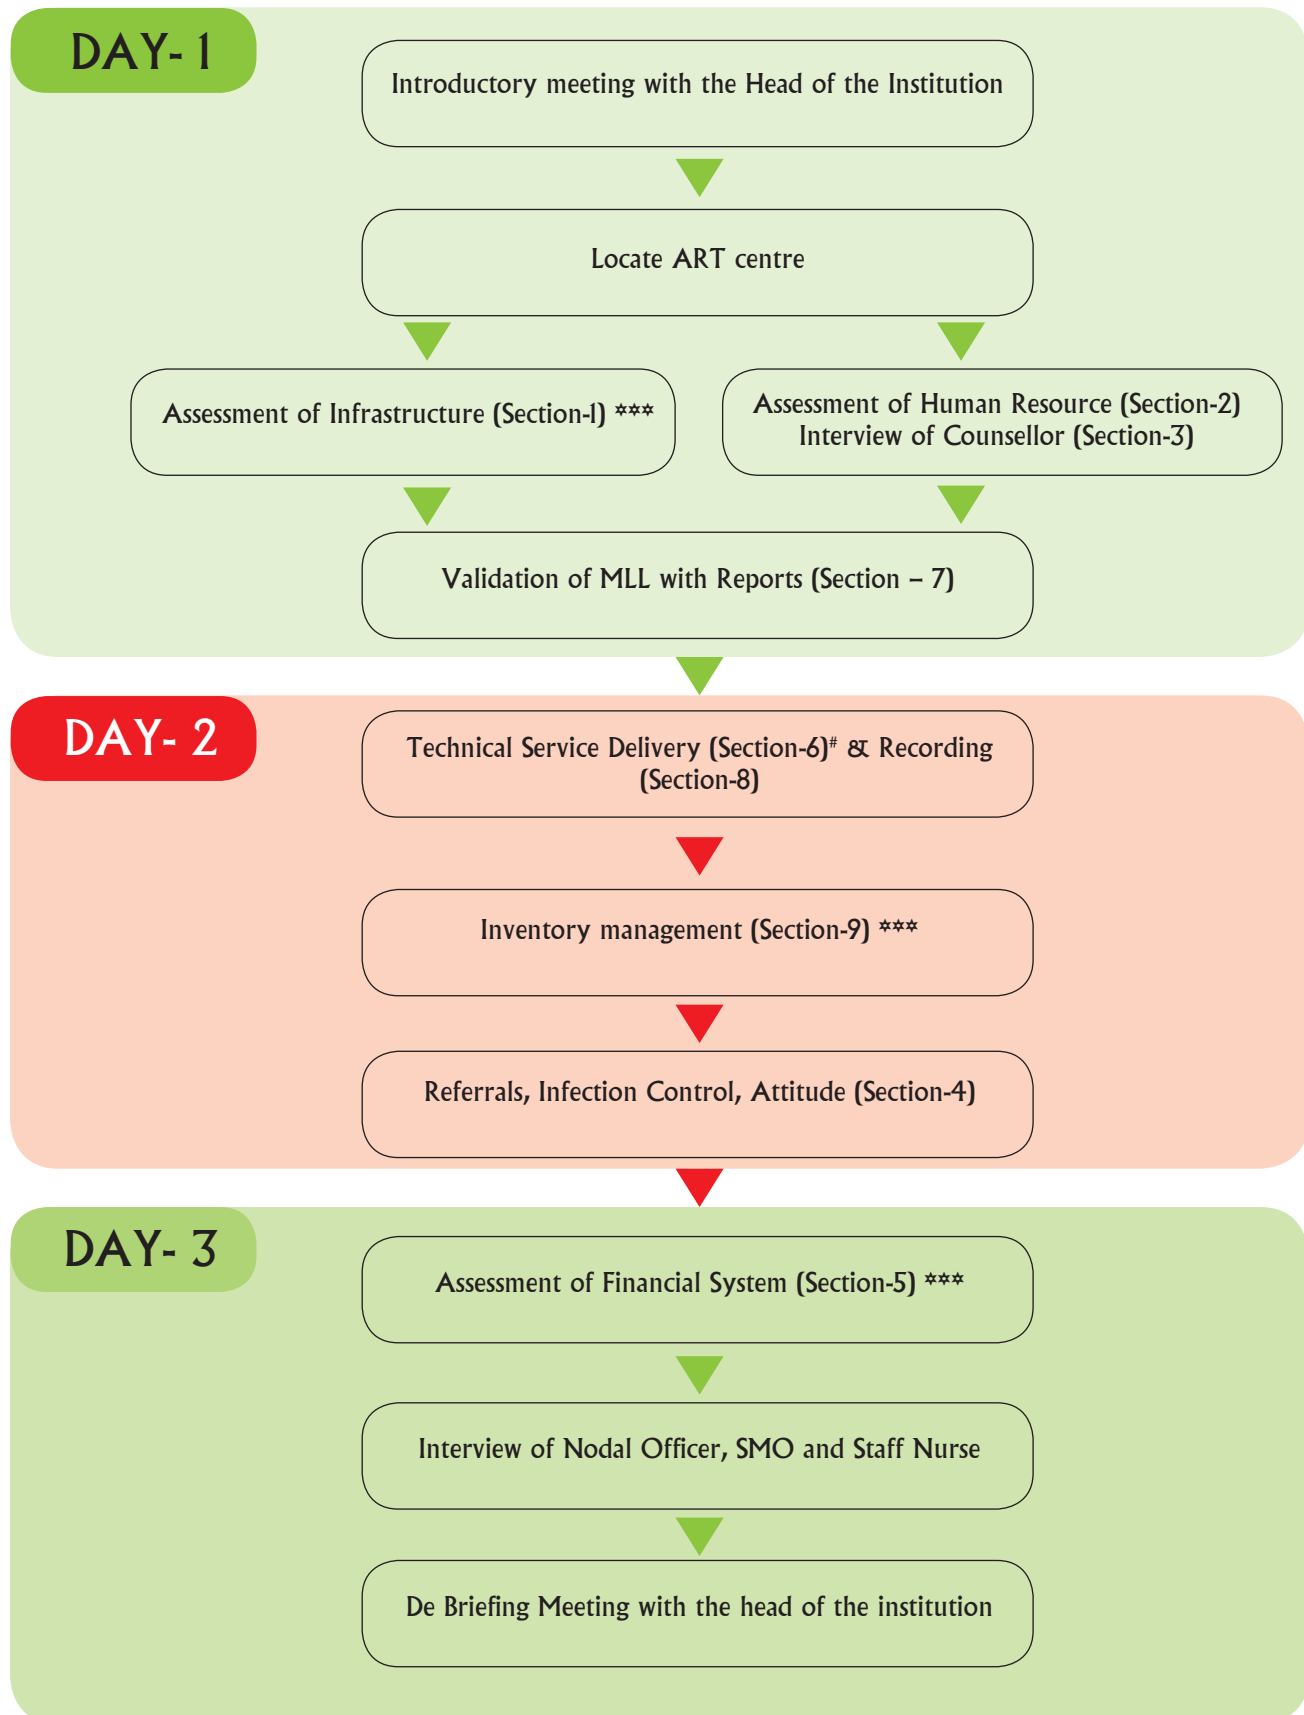 DAY- 1
Introductory meeting with the Head of the Institution
Locate ART centre
Assessment of Infrastructure (Section-1) ***
Assessment of Human Resource (Section-2)
Interview of Counsellor (Section-3)
Validation of MLL with Reports (Section – 7)
DAY- 2
Technical Service Delivery (Section-6)# & Recording
(Section-8)
Inventory management (Section-9) ***
Referrals, Infection Control, Attitude (Section-4)
DAY- 3
Assessment of Financial System (Section-5) ***
Interview of Nodal Officer, SMO and Staff Nurse
De Briefing Meeting with the head of the institution